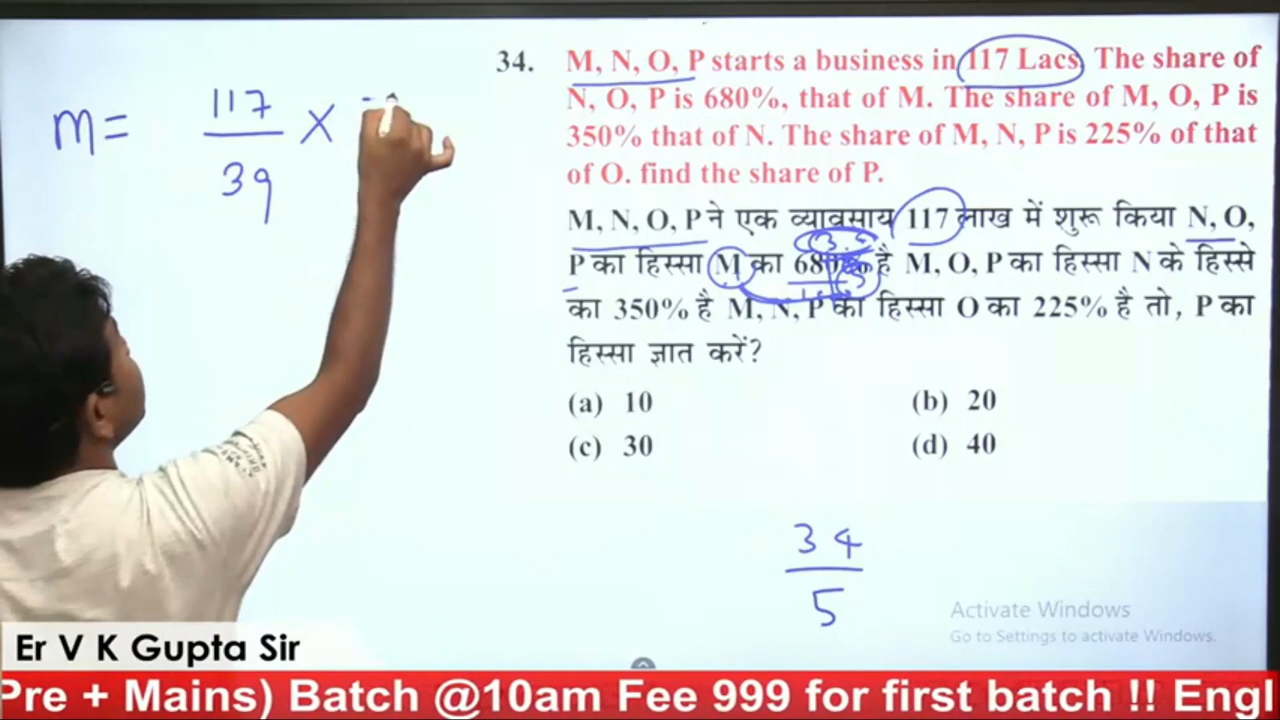 m = 117/39 ×
34. M, N, O, P starts a business in 117 Lacs. The share of
N, O, P is 680%, that of M. The share of M, O, P is
350% that of N. The share of M, N, P is 225% of that
of O. find the share of P.
M, N, O, P ने एक व्यावसाय 117 लाख में शुरू किया N, O,
P का हिस्सा M का 680% है M, O, P का हिस्सा N के हिस्से
का 350% है M, N, P का हिस्सा O का 225% है तो, P का
हिस्सा ज्ञात करें?
(a) 10 (b) 20
(c) 30 (d) 40
34
5
Activate Windows
Go to Settings to activate Windows.
Er V K Gupta Sir
Pre + Mains) Batch @10am Fee 999 for first batch !! Engl